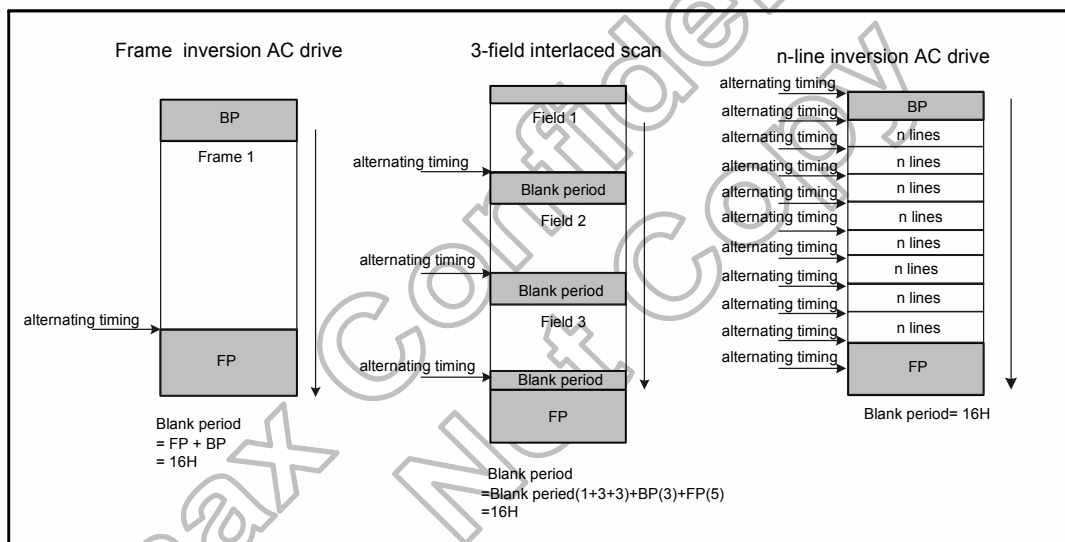 Frame inversion AC drive
BP
Frame 1
alternating timing
FP
Blank period
= FP + BP
= 16H
3-field interlaced scan
Field 1
alternating timing
Blank period
Field 2
alternating timing
Blank period
Field 3
alternating timing
Blank period
FP
Blank period
=Blank peried(1+3+3)+BP(3)+FP(5)
=16H
n-line inversion AC drive
alternating timing
BP
alternating timing
n lines
alternating timing
n lines
alternating timing
n lines
alternating timing
n lines
alternating timing
n lines
alternating timing
n lines
alternating timing
n lines
alternating timing
n lines
alternating timing
FP
alternating timing
Blank period= 16H
Not Copy